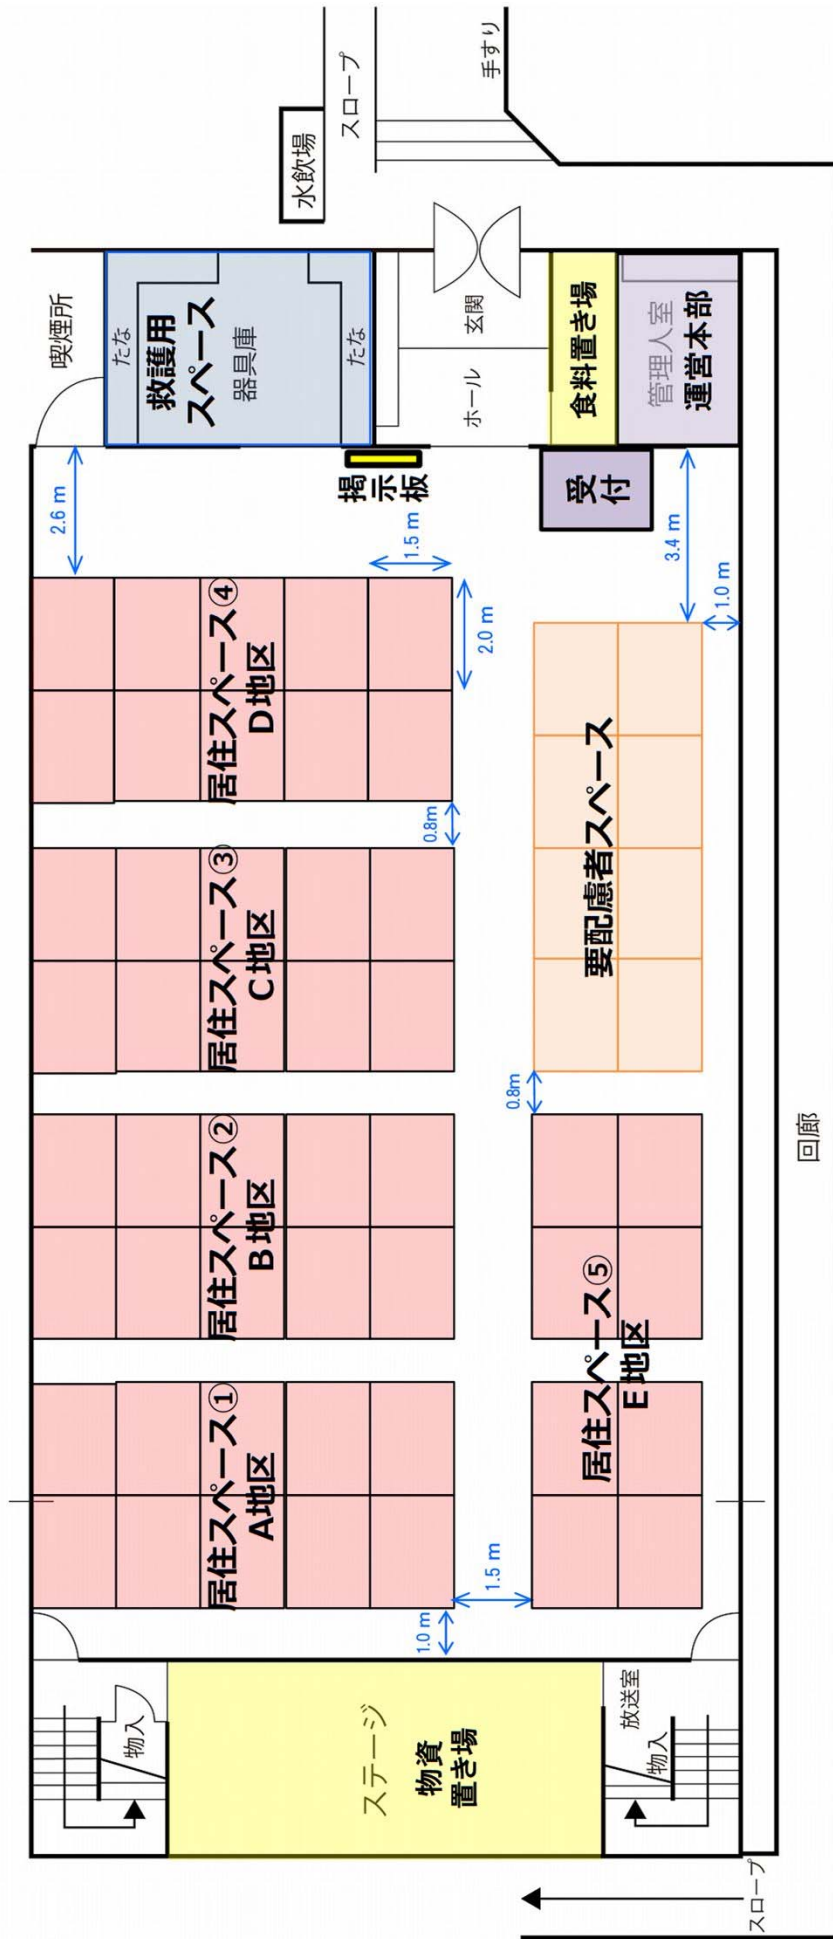 手すり
スロープ
水飲場
喫煙所
たな
救護用
スペース
器具庫
たな
玄関
ホール
食料置き場
管理人室
運営本部
掲示板
受付
2.6 m
1.5 m
3.4 m
1.0 m
2.0 m
居住スペース④
D地区
0.8m
居住スペース③
C地区
要配慮者スペース
0.8m
居住スペース②
B地区
回廊
居住スペース①
A地区
居住スペース⑤
E地区
1.5 m
1.0 m
物入
ステージ
物資
置き場
放送室
物入
スロープ